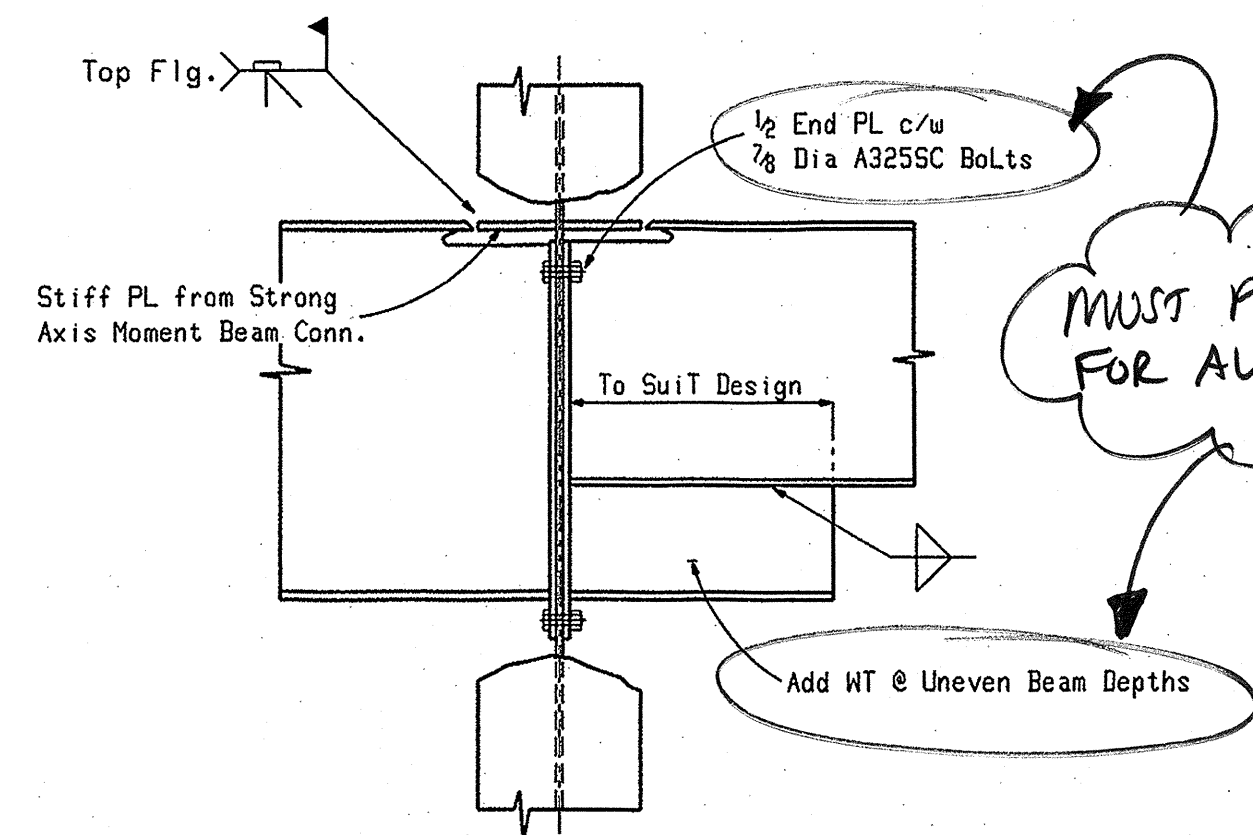 Top Flg.
1/2 End PL c/w
7/8 Dia A325SC BoLts
Stiff PL from Strong
Axis Moment Beam Conn.
MUST
FOR
To SuiT Design
Add WT @ Uneven Beam Depths